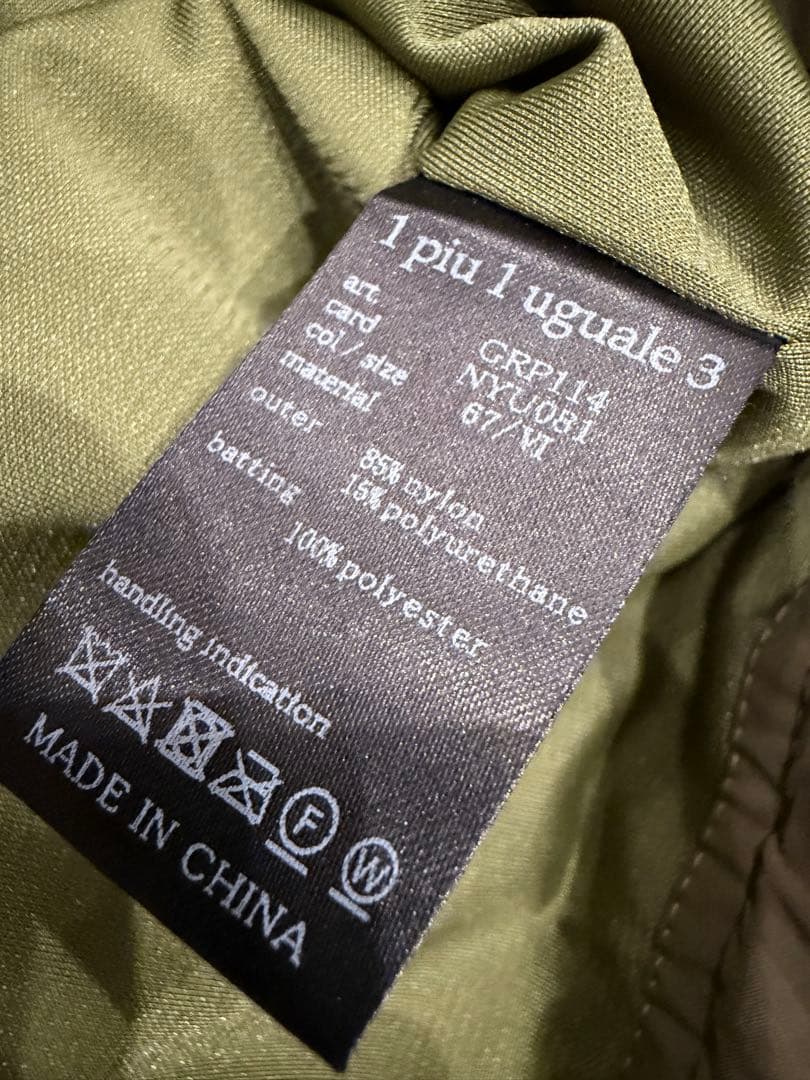 1 piu 1 uguale 3
art. GRP114
card NYU081
col/size 67/VI
material
outer 85% nylon
15% polyurethane
batting 100% polyester
handling indication
F W
MADE IN CHINA